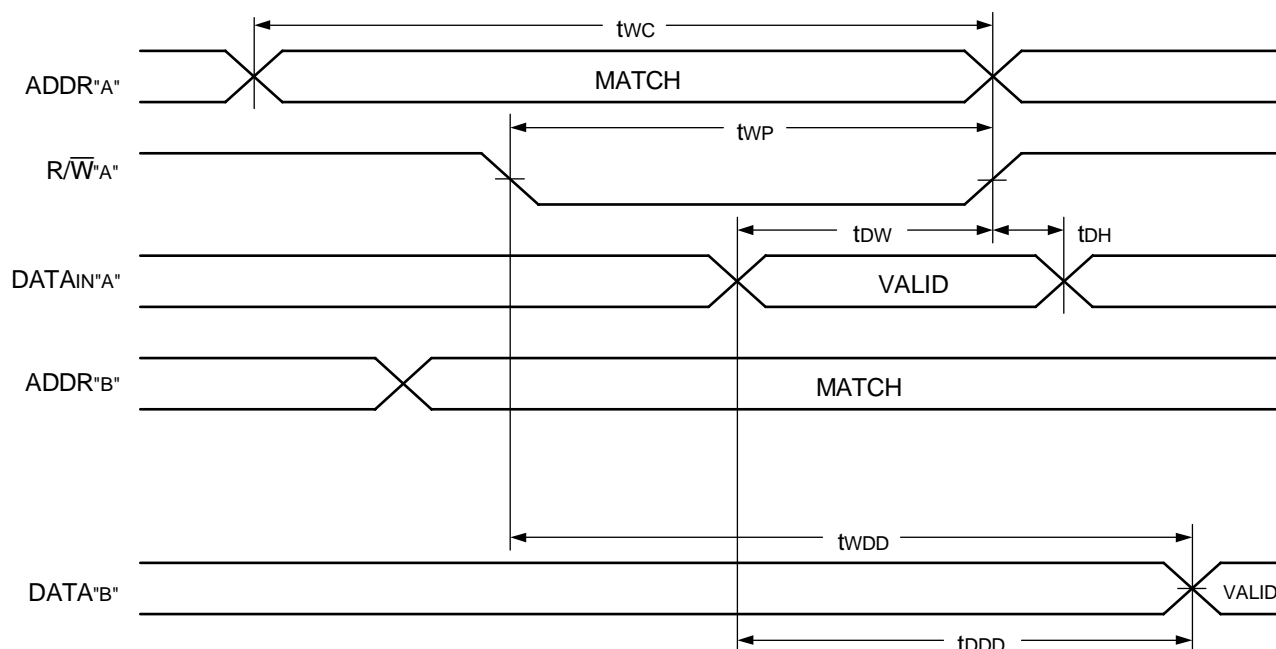 tWC
ADDR"A"
MATCH
tWP
R/W̅"A"
tDW
tDH
DATAIN"A"
VALID
ADDR"B"
MATCH
tWDD
DATA"B"
VALID
tDDD